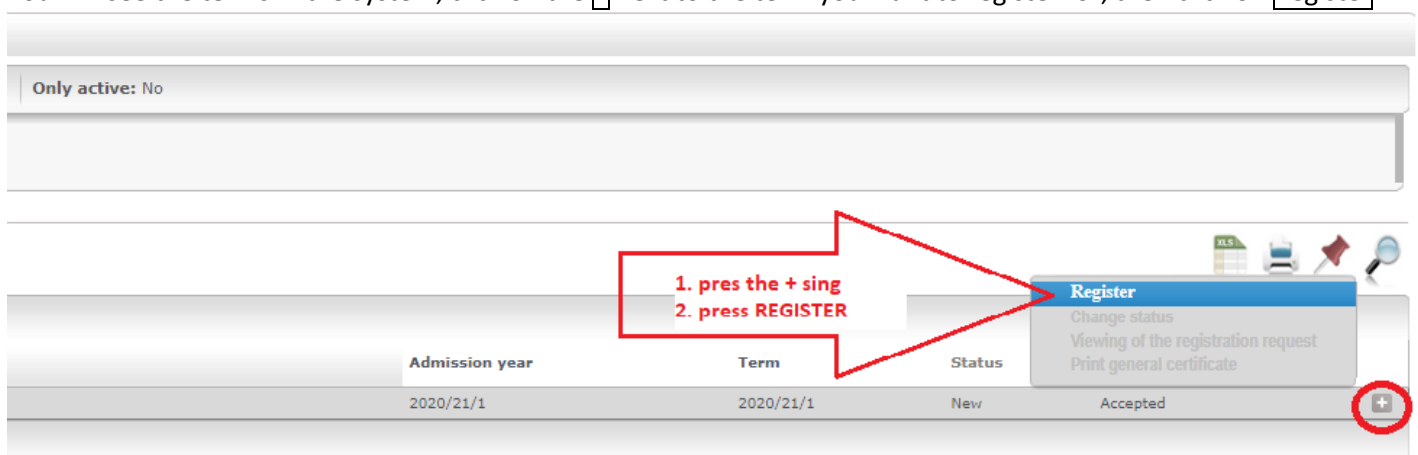 Only active: No
XLS
1. pres the + sing
2. press REGISTER
Register
Change status
Viewing of the registration request
Print general certificate
Admission year Term Status
2020/21/1 2020/21/1 New Accepted +